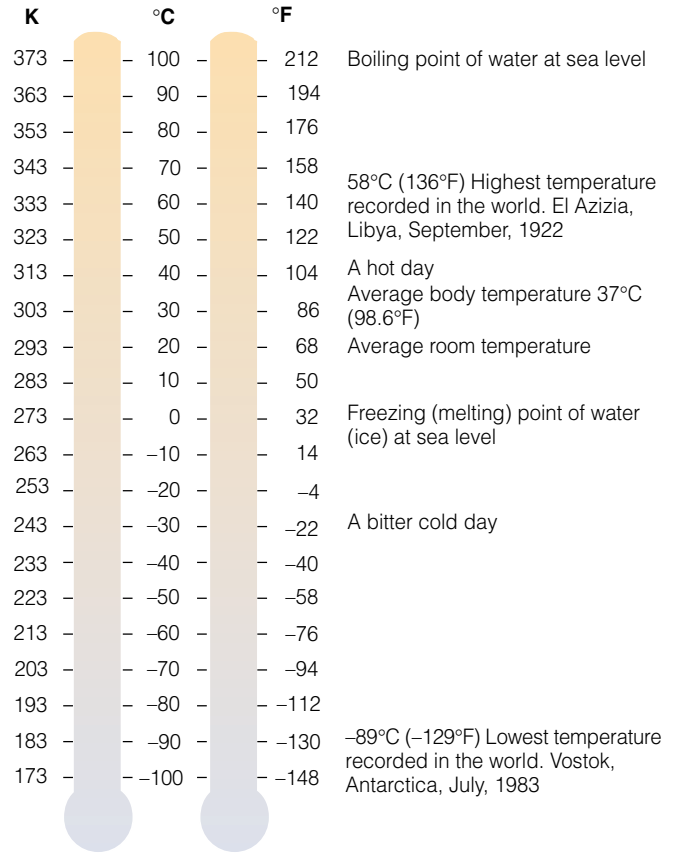 K °C °F
373 100 212 Boiling point of water at sea level
363 90 194
353 80 176
343 70 158
58°C (136°F) Highest temperature
333 60 140 recorded in the world. El Azizia,
Libya, September, 1922
323 50 122
313 40 104 A hot day
Average body temperature 37°C
303 30 86 (98.6°F)
293 20 68 Average room temperature
283 10 50
273 0 32 Freezing (melting) point of water
(ice) at sea level
263 –10 14
253 –20 –4
243 –30 –22 A bitter cold day
233 –40 –40
223 –50 –58
213 –60 –76
203 –70 –94
193 –80 –112
183 –90 –130 –89°C (–129°F) Lowest temperature
recorded in the world. Vostok,
173 –100 –148 Antarctica, July, 1983